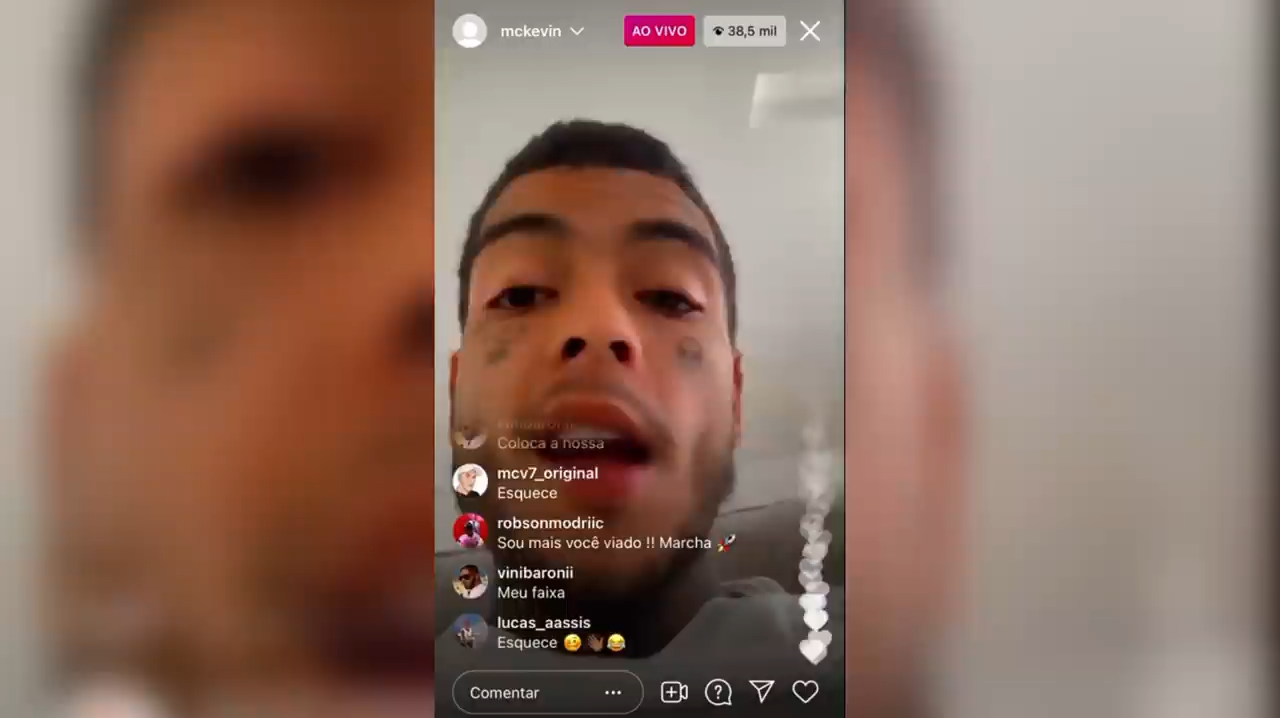 mckevin
AO VIVO
38,5 mil
Coloca a nossa
mcv7_original
Esquece
robsonmodriic
Sou mais você viado !! Marcha 🚀
vinibaronii
Meu faixa
lucas_aassis
Esquece 🥴👋🏿😂
Comentar